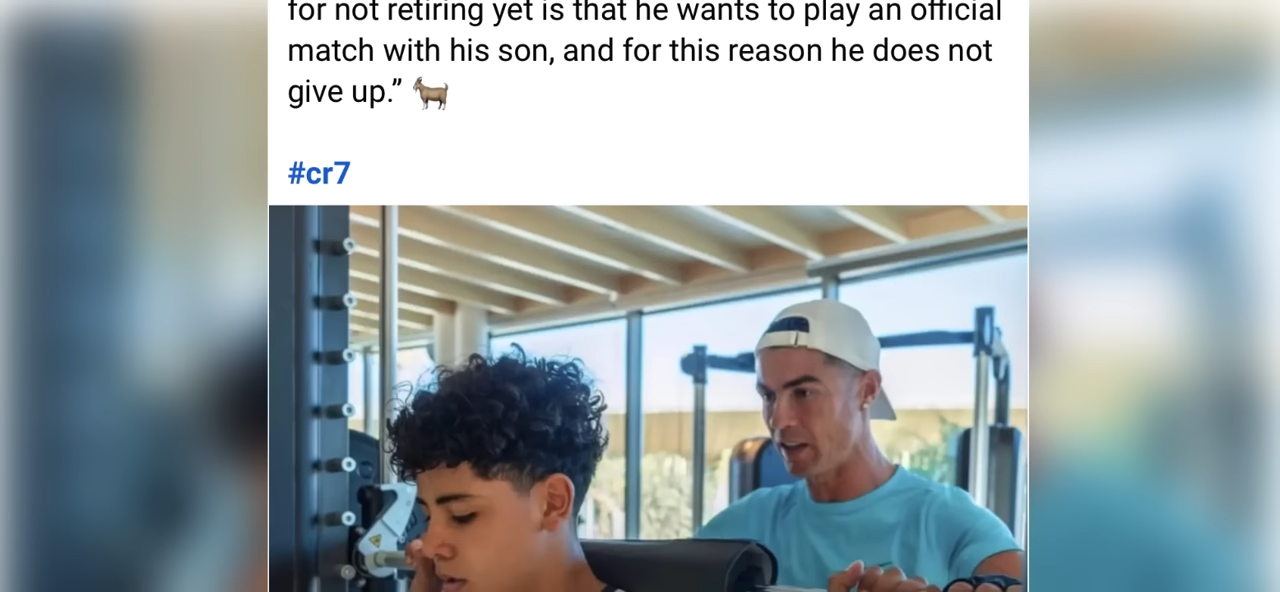 for not retiring yet is that he wants to play an official
match with his son, and for this reason he does not
give up.” 🐐
#cr7